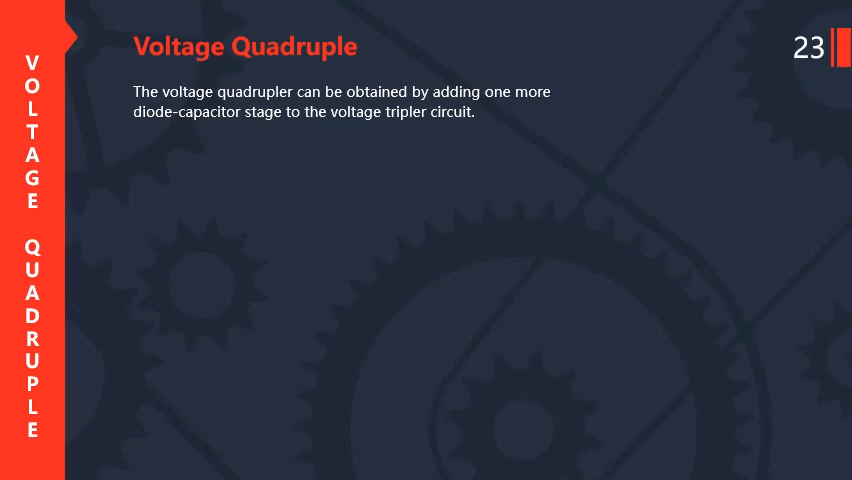 VOLTAGE QUADRUPLE
Voltage Quadruple
23
The voltage quadrupler can be obtained by adding one more
diode-capacitor stage to the voltage tripler circuit.